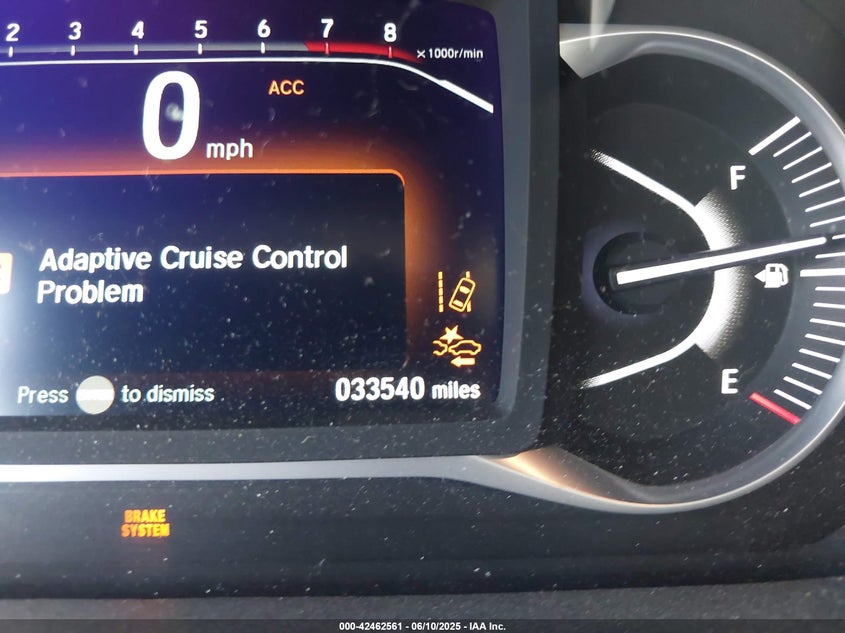 2 3 4 5 6 7 8 x 1000r/min
ACC
0 mph
F
Adaptive Cruise Control
Problem
E
Press to dismiss
033540 miles
BRAKE
SYSTEM
000-42462561 - 06/10/2025 - IAA Inc.